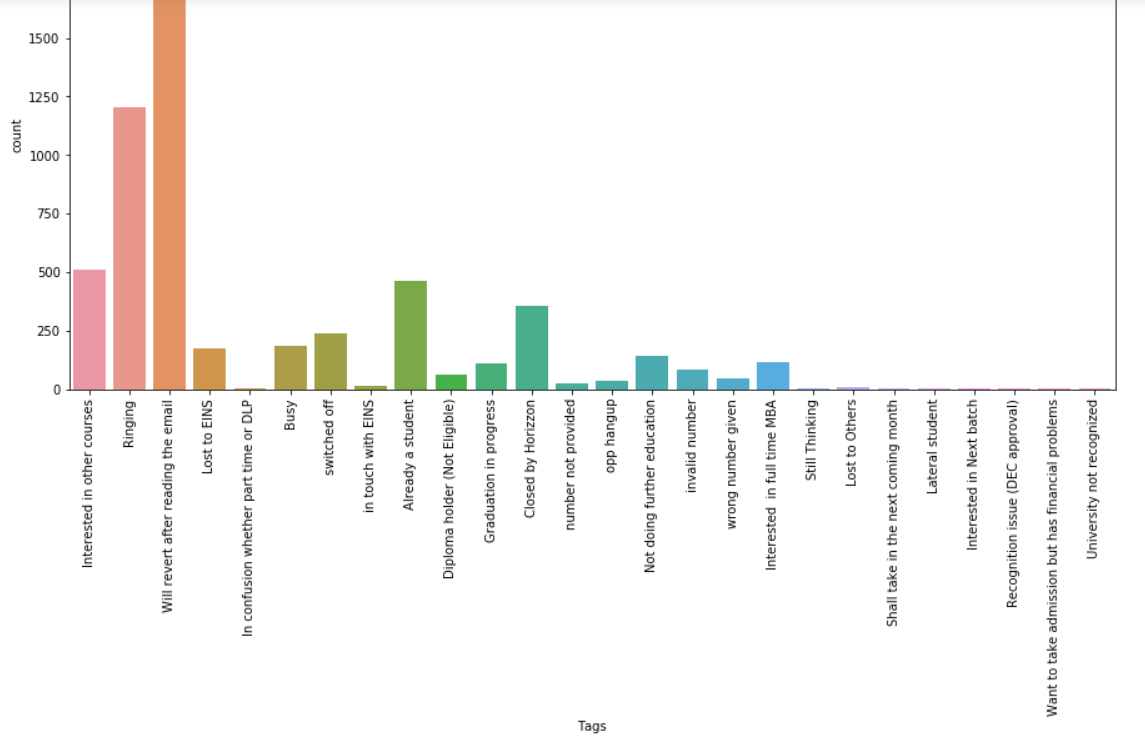 1500
1250
1000
750
500
250
0
count
Interested in other courses
Ringing
Will revert after reading the email
Lost to EINS
In confusion whether part time or DLP
Busy
switched off
in touch with EINS
Already a student
Diploma holder (Not Eligible)
Graduation in progress
Closed by Horizzon
number not provided
opp hangup
Not doing further education
invalid number
wrong number given
Interested  in full time MBA
Still Thinking
Lost to Others
Shall take in the next coming month
Lateral student
Interested in Next batch
Recognition issue (DEC approval)
Want to take admission but has financial problems
University not recognized
Tags